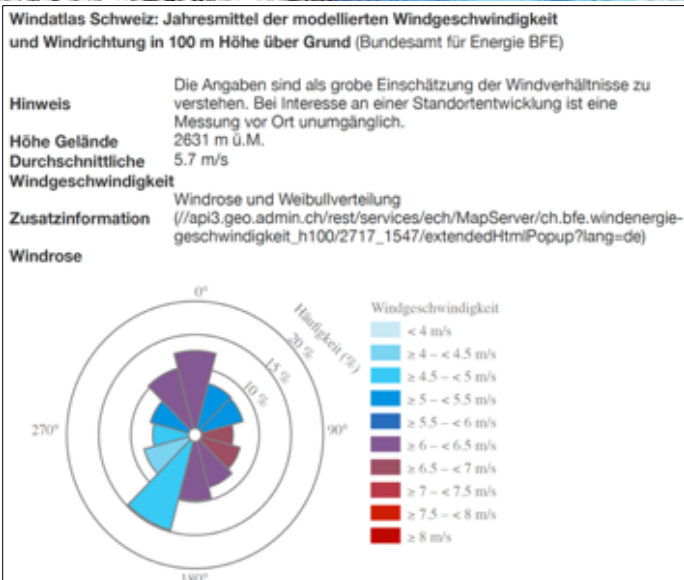 Windatlas Schweiz: Jahresmittel der modellierten Windgeschwindigkeit
und Windrichtung in 100 m Höhe über Grund (Bundesamt für Energie BFE)
Hinweis
Die Angaben sind als grobe Einschätzung der Windverhältnisse zu
verstehen. Bei Interesse an einer Standortentwicklung ist eine
Messung vor Ort unumgänglich.
Höhe Gelände 2631 m ü.M.
Durchschnittliche 5.7 m/s
Windgeschwindigkeit
Zusatzinformation
Windrose und Weibullverteilung
(//api3.geo.admin.ch/rest/services/ech/MapServer/ch.bfe.windenergie-
geschwindigkeit_h100/2717_1547/extendedHtmlPopup?lang=de)
Windrose
0°
90°
180°
270°
Häufigkeit (%)
20 %
15 %
10 %
Windgeschwindigkeit
< 4 m/s
≥ 4 – < 4.5 m/s
≥ 4.5 – < 5 m/s
≥ 5 – < 5.5 m/s
≥ 5.5 – < 6 m/s
≥ 6 – < 6.5 m/s
≥ 6.5 – < 7 m/s
≥ 7 – < 7.5 m/s
≥ 7.5 – < 8 m/s
≥ 8 m/s